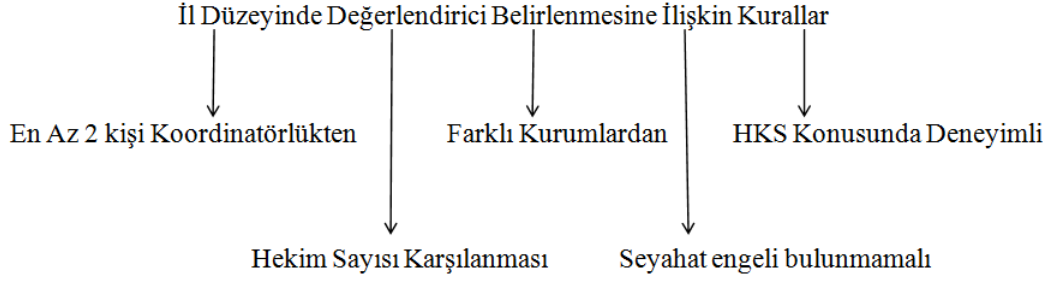 İl Düzeyinde Değerlendirici Belirlenmesine İlişkin Kurallar
En Az 2 kişi Koordinatörlükten
Farklı Kurumlardan
HKS Konusunda Deneyimli
Hekim Sayısı Karşılanması
Seyahat engeli bulunmamalı